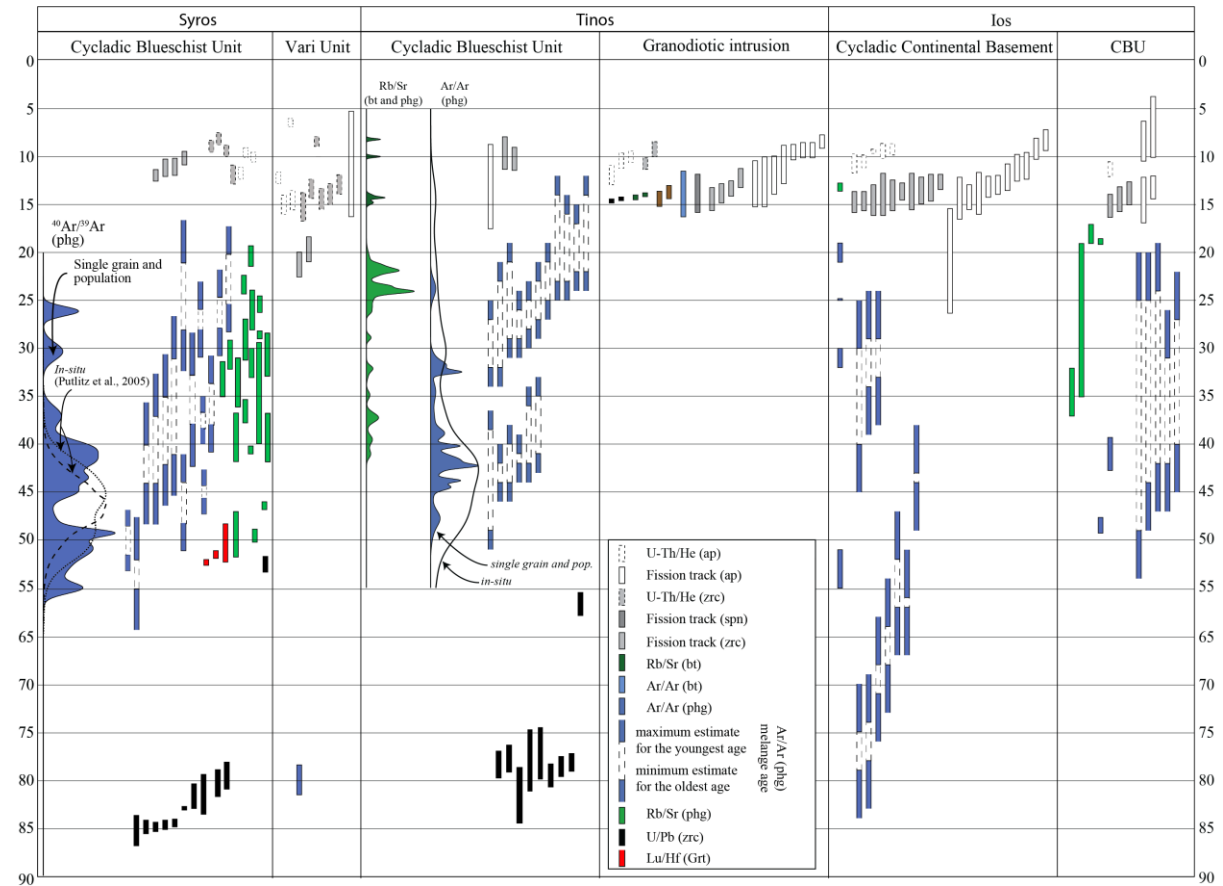 Syros
Tinos
Ios
Cycladic Blueschist Unit
Vari Unit
Cycladic Blueschist Unit
Granodiotic intrusion
Cycladic Continental Basement
CBU
0
5
10
15
20
25
30
35
40
45
50
55
65
70
75
80
85
90
0
5
10
15
20
25
30
35
40
45
50
55
65
70
75
80
85
90
⁴⁰Ar/³⁹Ar
(phg)
Single grain and
population
In-situ
(Putlitz et al., 2005)
Rb/Sr
(bt and phg)
Ar/Ar
(phg)
single grain and pop.
in-situ
U-Th/He (ap)
Fission track (ap)
U-Th/He (zrc)
Fission track (spn)
Fission track (zrc)
Rb/Sr (bt)
Ar/Ar (bt)
Ar/Ar (phg)
maximum estimate
for the youngest age
minimum estimate
for the oldest age
Ar/Ar (phg)
melange age
Rb/Sr (phg)
U/Pb (zrc)
Lu/Hf (Grt)